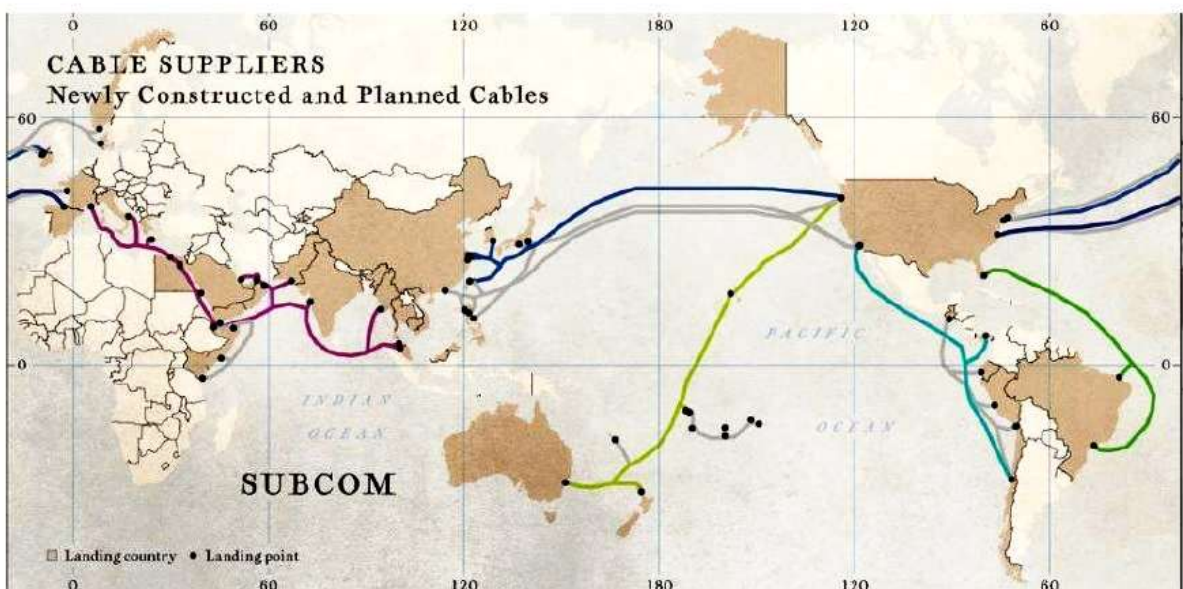 0 60 120 180 120 60
CABLE SUPPLIERS
Newly Constructed and Planned Cables
60 60
0 0
PACIFIC
INDIAN
OCEAN OCEAN
SUBCOM
Landing country Landing point
0 60 120 180 120 60